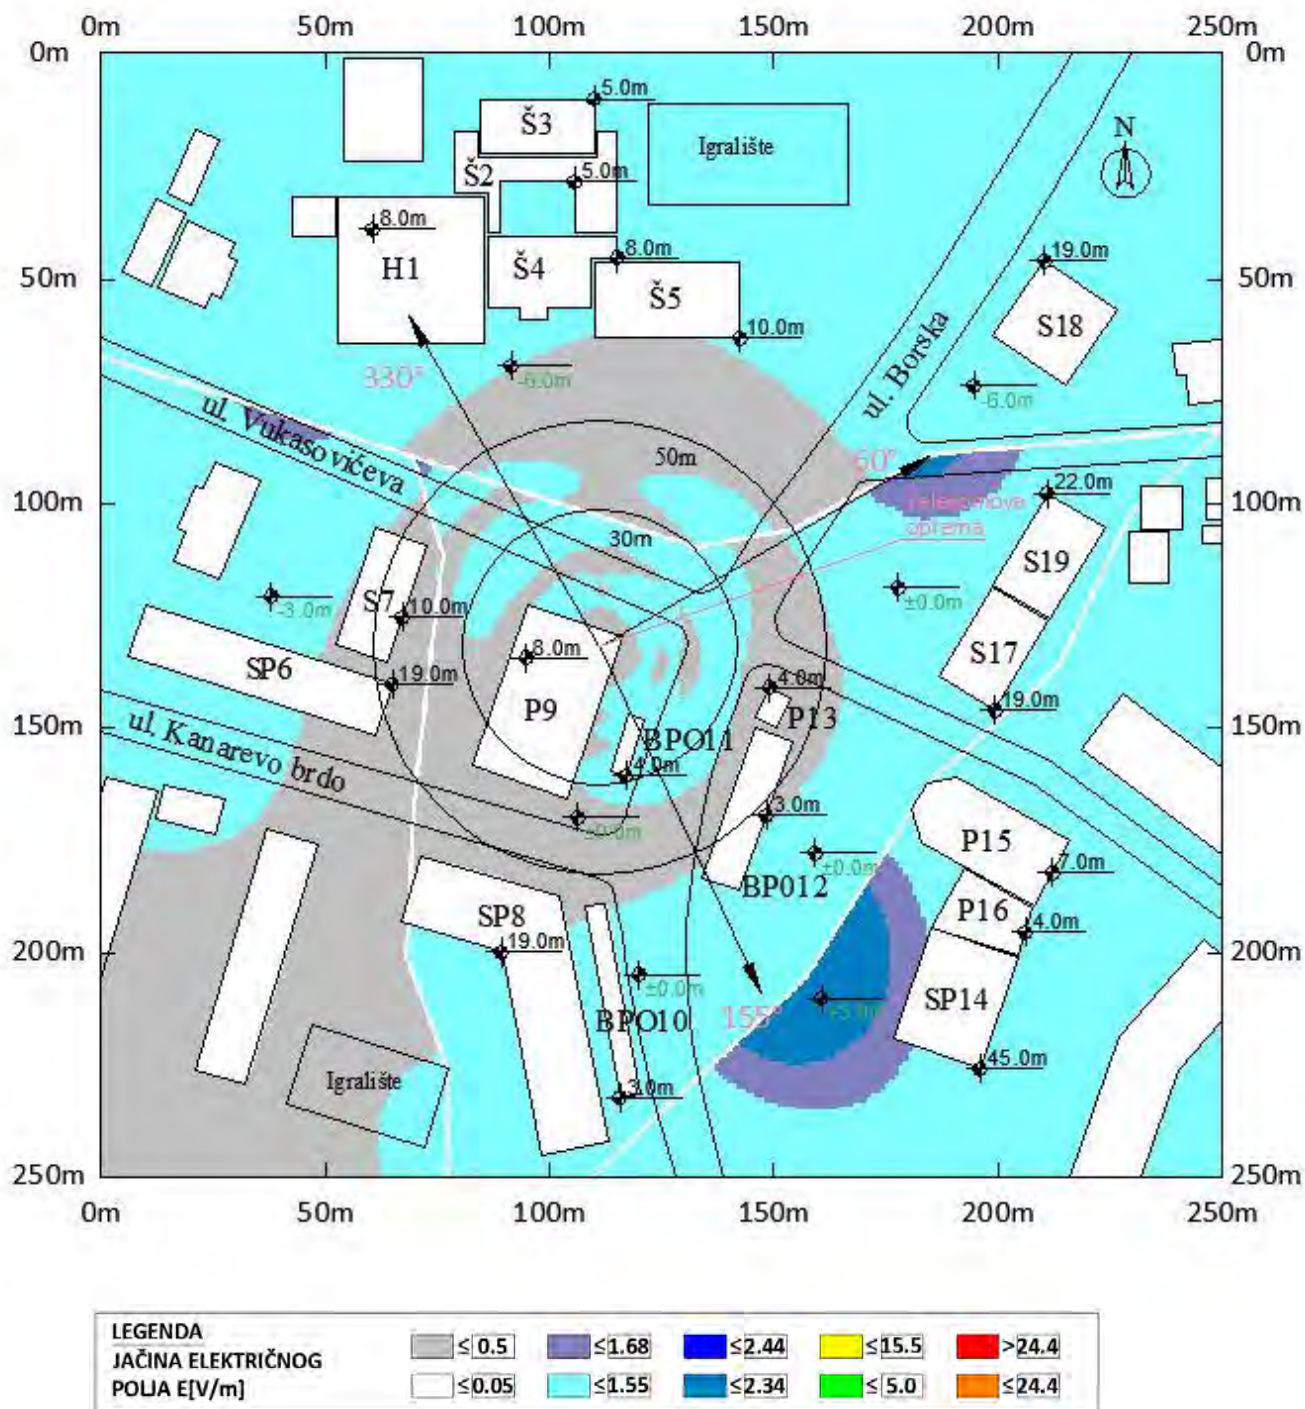 0m 50m 100m 150m 200m 250m
0m 0m
5.0m
Š3
Igralište
N
Š2
5.0m
8.0m
8.0m
19.0m
H1
Š4
50m 50m
Š5
S18
10.0m
330°
-6.0m
-6.0m
ul. Borska
ul. Vukasovićeva
50m
60°
100m 22.0m 100m
Telekomova
oprema
30m
S19
-3.0m
±0.0m
S7
10.0m
8.0m
S17
SP6
19.0m
4.0m
P9
P13
19.0m
150m 150m
ul. Kanarevo brdo
BPO11
4.0m
3.0m
±0.0m
P15
±0.0m
7.0m
BP012
P16
SP8
4.0m
200m 19.0m 200m
±0.0m
SP14
155°
BPO10
45.0m
Igralište
3.0m
250m 250m
0m 50m 100m 150m 200m 250m
LEGENDA
JAČINA ELEKTRIČNOG
POLJA E[V/m]
≤ 0.5 ≤1.68 ≤2.44 ≤15.5 >24.4
≤0.05 ≤1.55 ≤2.34 ≤ 5.0 ≤24.4